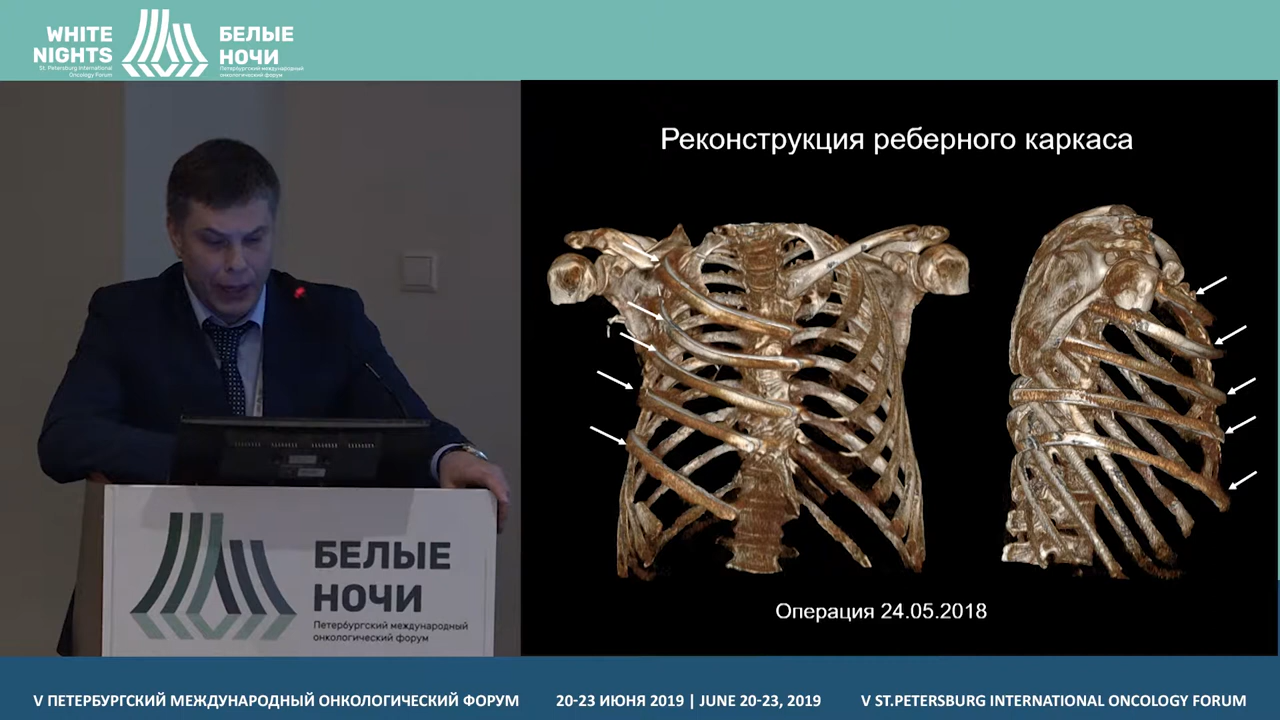 WHITE
NIGHTS
St. Petersburg International
Oncology Forum
БЕЛЫЕ
НОЧИ
Петербургский международный
онкологический форум
Реконструкция реберного каркаса
Операция 24.05.2018
БЕЛЫЕ
НОЧИ
Петербургский международный
онкологический форум
V ПЕТЕРБУРГСКИЙ МЕЖДУНАРОДНЫЙ ОНКОЛОГИЧЕСКИЙ ФОРУМ
20-23 ИЮНЯ 2019 | JUNE 20-23, 2019
V ST.PETERSBURG INTERNATIONAL ONCOLOGY FORUM